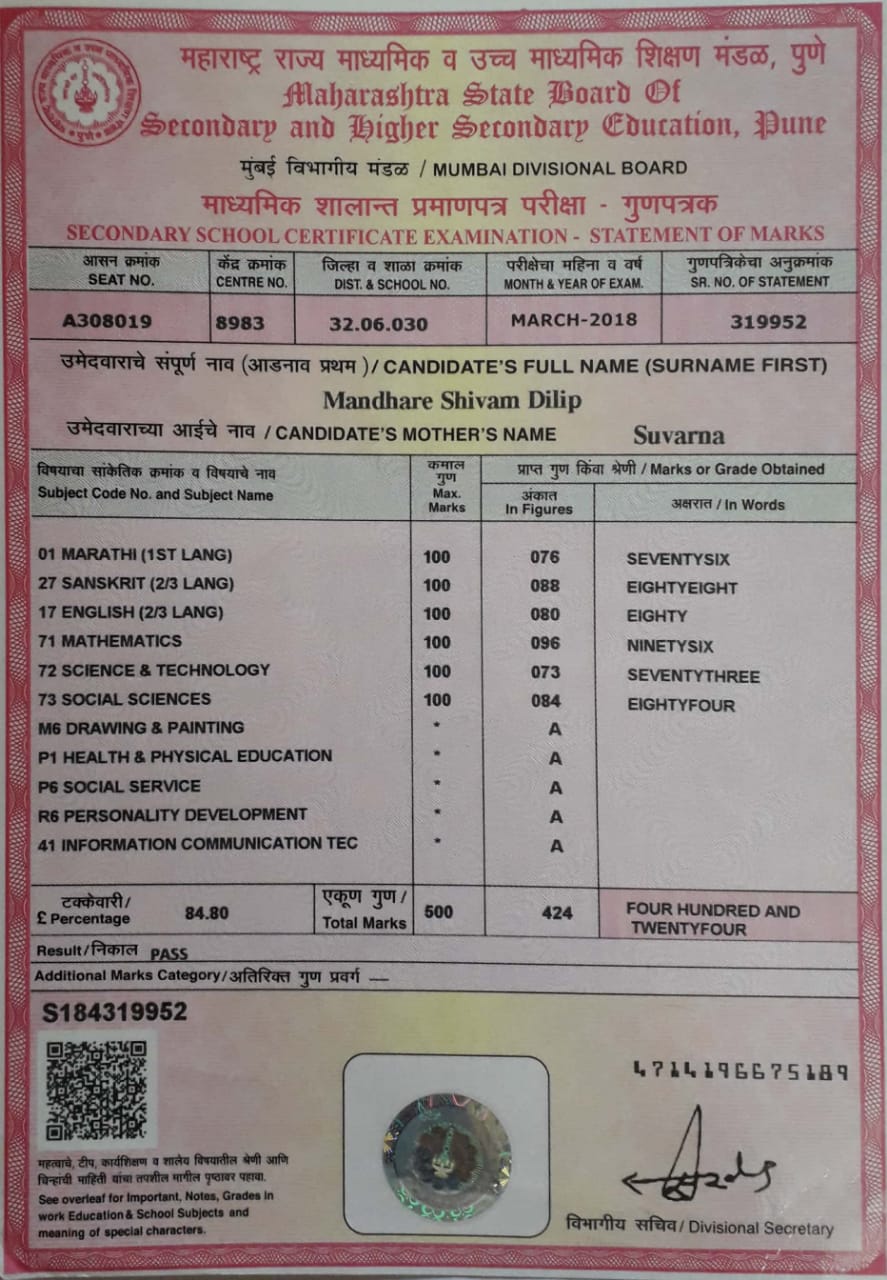 महाराष्ट्र राज्य माध्यमिक व उच्च माध्यमिक शिक्षण मंडळ, पुणे
Maharashtra State Board Of
Secondary and Higher Secondary Education, Pune
मुंबई विभागीय मंडळ / MUMBAI DIVISIONAL BOARD
माध्यमिक शालान्त प्रमाणपत्र परीक्षा - गुणपत्रक
SECONDARY SCHOOL CERTIFICATE EXAMINATION - STATEMENT OF MARKS
आसन क्रमांक केंद्र क्रमांक जिल्हा व शाळा क्रमांक परीक्षेचा महिना व वर्ष गुणपत्रिकेचा अनुक्रमांक
SEAT NO. CENTRE NO. DIST. & SCHOOL NO. MONTH & YEAR OF EXAM. SR. NO. OF STATEMENT
A308019 8983 32.06.030 MARCH-2018 319952
उमेदवाराचे संपूर्ण नाव (आडनाव प्रथम )/ CANDIDATE'S FULL NAME (SURNAME FIRST)
Mandhare Shivam Dilip
उमेदवाराच्या आईचे नाव / CANDIDATE'S MOTHER'S NAME Suvarna
विषयाचा सांकेतिक क्रमांक व विषयाचे नाव कमाल गुण प्राप्त गुण किंवा श्रेणी / Marks or Grade Obtained
Subject Code No. and Subject Name Max. Marks अंकात In Figures अक्षरात / In Words
01 MARATHI (1ST LANG) 100 076 SEVENTYSIX
27 SANSKRIT (2/3 LANG) 100 088 EIGHTYEIGHT
17 ENGLISH (2/3 LANG) 100 080 EIGHTY
71 MATHEMATICS 100 096 NINETYSIX
72 SCIENCE & TECHNOLOGY 100 073 SEVENTYTHREE
73 SOCIAL SCIENCES 100 084 EIGHTYFOUR
M6 DRAWING & PAINTING * A
P1 HEALTH & PHYSICAL EDUCATION * A
P6 SOCIAL SERVICE * A
R6 PERSONALITY DEVELOPMENT * A
41 INFORMATION COMMUNICATION TEC * A
टक्केवारी/ एकूण गुण/
£ Percentage 84.80 Total Marks 500 424 FOUR HUNDRED AND
TWENTYFOUR
Result/निकाल PASS
Additional Marks Category/अतिरिक्त गुण प्रवर्ग —
S184319952
4714196675189
महत्वाचे, टीप, कार्यशिक्षण व शालेय विषयातील श्रेणी आणि
चिन्हांची माहिती यांचा तपशील मागील पृष्ठावर पहावा.
See overleaf for Important, Notes, Grades in
work Education & School Subjects and
meaning of special characters.
विभागीय सचिव/ Divisional Secretary